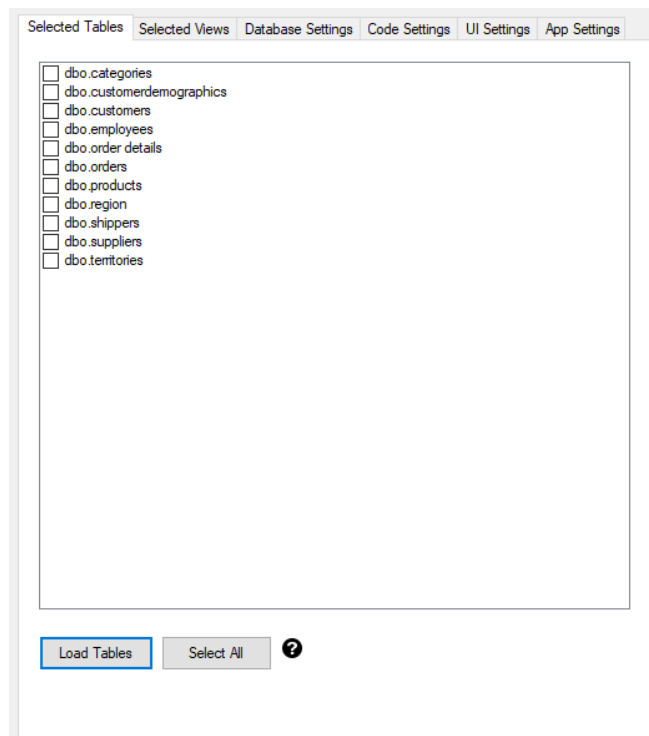 Selected Tables Selected Views Database Settings Code Settings UI Settings App Settings
dbo.categories
dbo.customerdemographics
dbo.customers
dbo.employees
dbo.order details
dbo.orders
dbo.products
dbo.region
dbo.shippers
dbo.suppliers
dbo.territories
Load Tables Select All ?